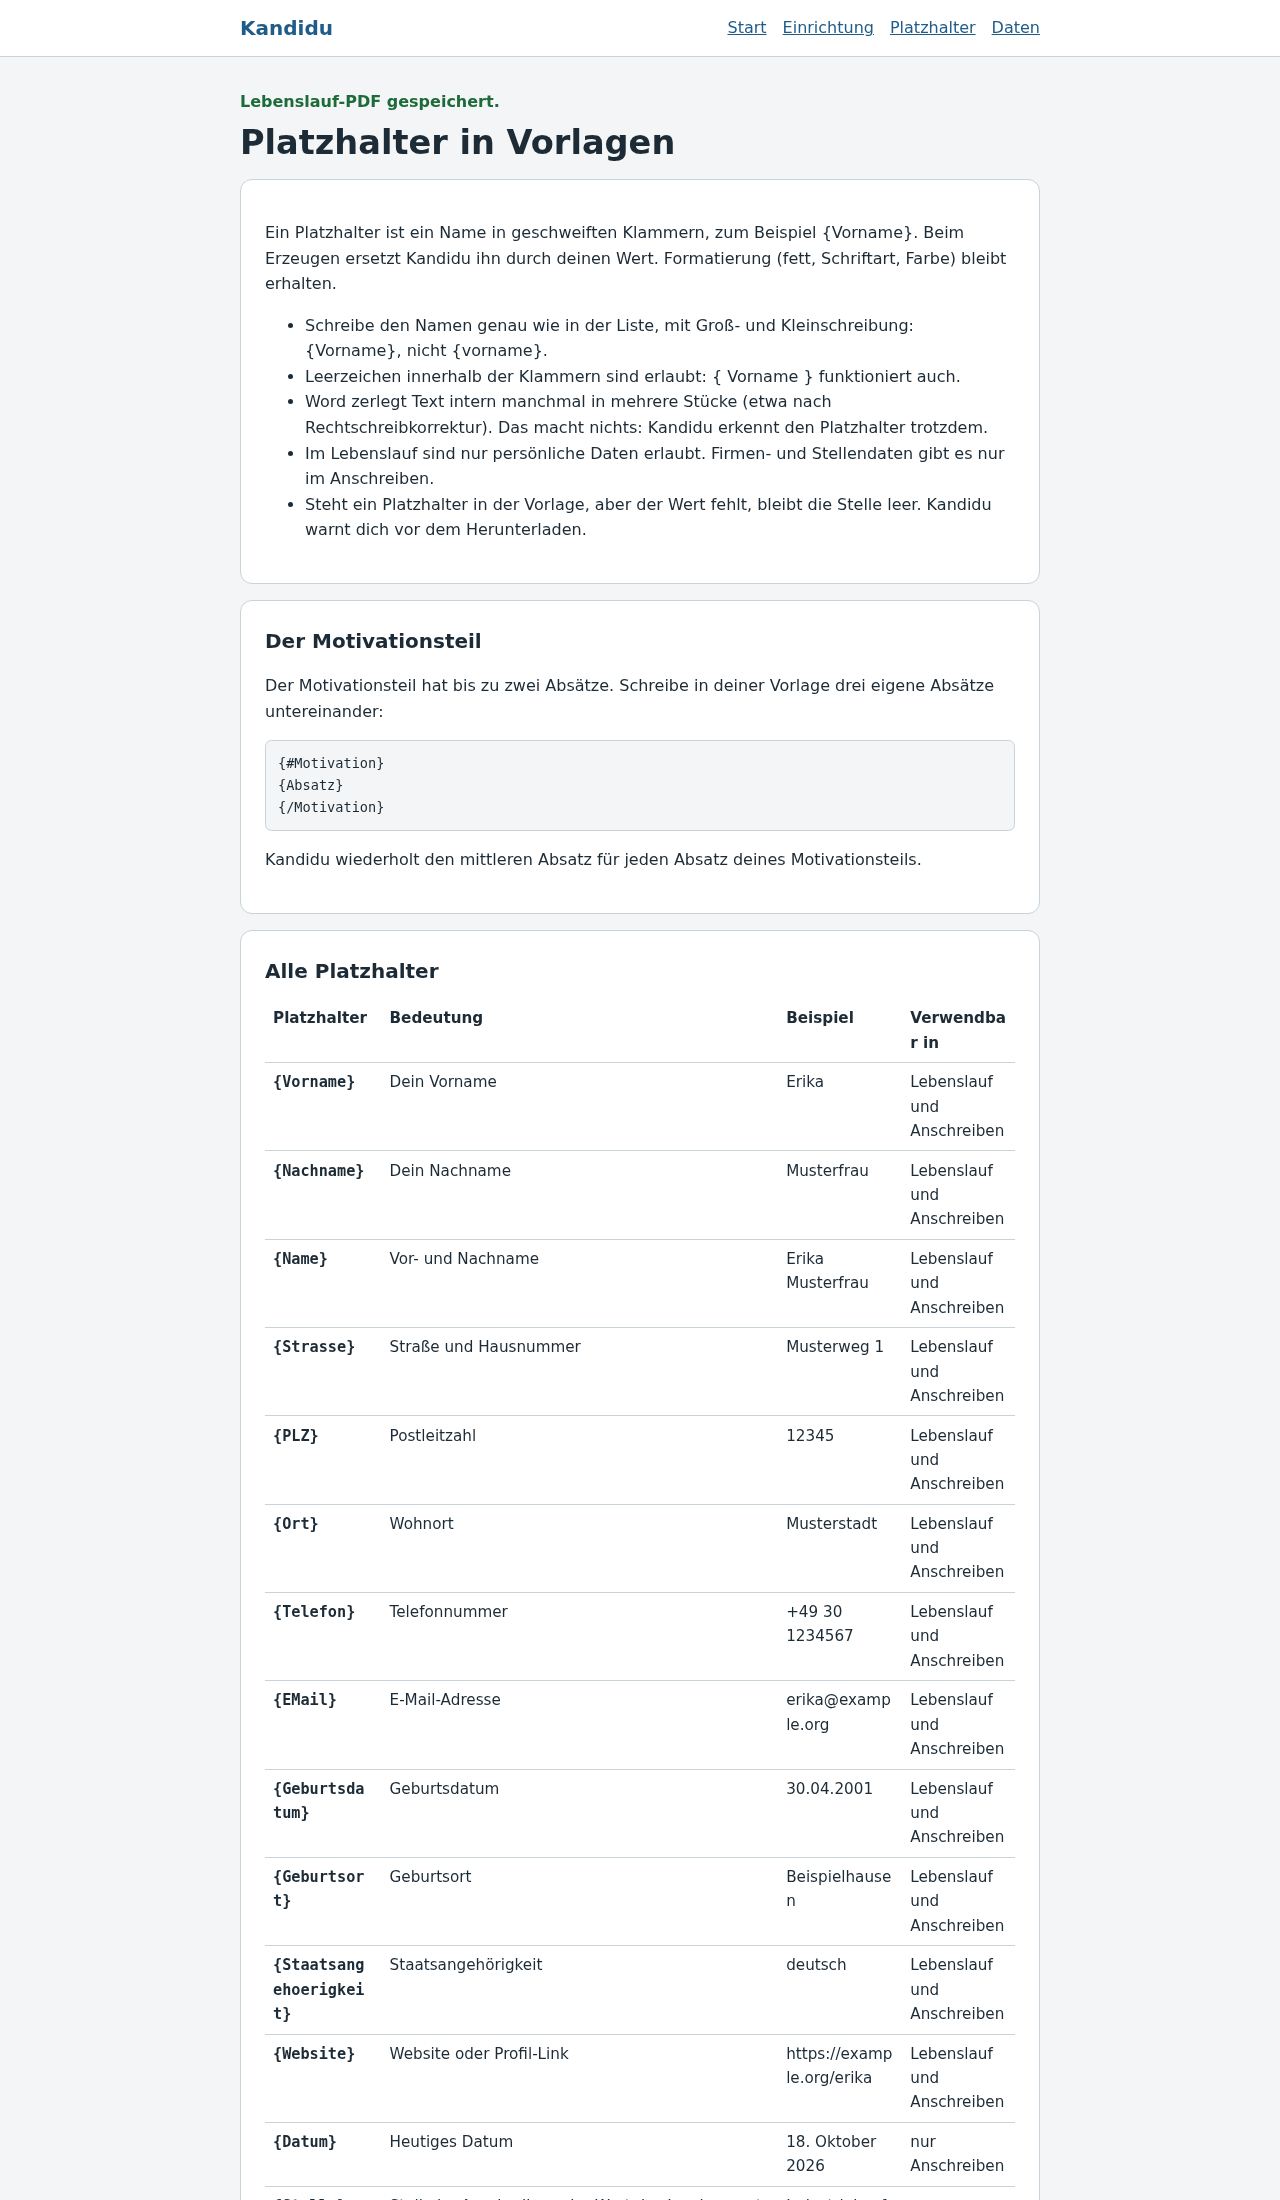 Kandidu
Start Einrichtung Platzhalter Daten
Lebenslauf-PDF gespeichert.
Platzhalter in Vorlagen
Ein Platzhalter ist ein Name in geschweiften Klammern, zum Beispiel {Vorname}. Beim
Erzeugen ersetzt Kandidu ihn durch deinen Wert. Formatierung (fett, Schriftart, Farbe) bleibt
erhalten.
• Schreibe den Namen genau wie in der Liste, mit Groß- und Kleinschreibung:
{Vorname}, nicht {vorname}.
• Leerzeichen innerhalb der Klammern sind erlaubt: { Vorname } funktioniert auch.
• Word zerlegt Text intern manchmal in mehrere Stücke (etwa nach
Rechtschreibkorrektur). Das macht nichts: Kandidu erkennt den Platzhalter trotzdem.
• Im Lebenslauf sind nur persönliche Daten erlaubt. Firmen- und Stellendaten gibt es nur
im Anschreiben.
• Steht ein Platzhalter in der Vorlage, aber der Wert fehlt, bleibt die Stelle leer. Kandidu
warnt dich vor dem Herunterladen.
Der Motivationsteil
Der Motivationsteil hat bis zu zwei Absätze. Schreibe in deiner Vorlage drei eigene Absätze
untereinander:
{#Motivation}
{Absatz}
{/Motivation}
Kandidu wiederholt den mittleren Absatz für jeden Absatz deines Motivationsteils.
Alle Platzhalter
Platzhalter Bedeutung Beispiel Verwendba
r in
{Vorname} Dein Vorname Erika Lebenslauf
und
Anschreiben
{Nachname} Dein Nachname Musterfrau Lebenslauf
und
Anschreiben
{Name} Vor- und Nachname Erika Lebenslauf
Musterfrau und
Anschreiben
{Strasse} Straße und Hausnummer Musterweg 1 Lebenslauf
und
Anschreiben
{PLZ} Postleitzahl 12345 Lebenslauf
und
Anschreiben
{Ort} Wohnort Musterstadt Lebenslauf
und
Anschreiben
{Telefon} Telefonnummer +49 30 Lebenslauf
1234567 und
Anschreiben
{EMail} E-Mail-Adresse erika@examp Lebenslauf
le.org und
Anschreiben
{Geburtsda Geburtsdatum 30.04.2001 Lebenslauf
tum} und
Anschreiben
{Geburtsor Geburtsort Beispielhause Lebenslauf
t} n und
Anschreiben
{Staatsang Staatsangehörigkeit deutsch Lebenslauf
ehoerigkei und
t} Anschreiben
{Website} Website oder Profil-Link https://examp Lebenslauf
le.org/erika und
Anschreiben
{Datum} Heutiges Datum 18. Oktober nur
2026 Anschreiben